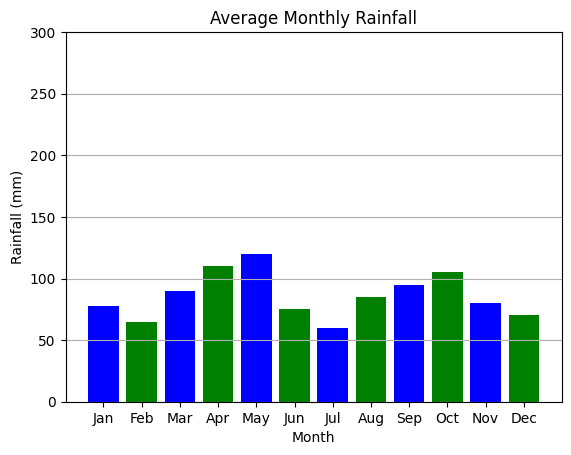 Average Monthly Rainfall
Rainfall (mm)
300
250
200
150
100
50
0
Jan Feb Mar Apr May Jun Jul Aug Sep Oct Nov Dec
Month